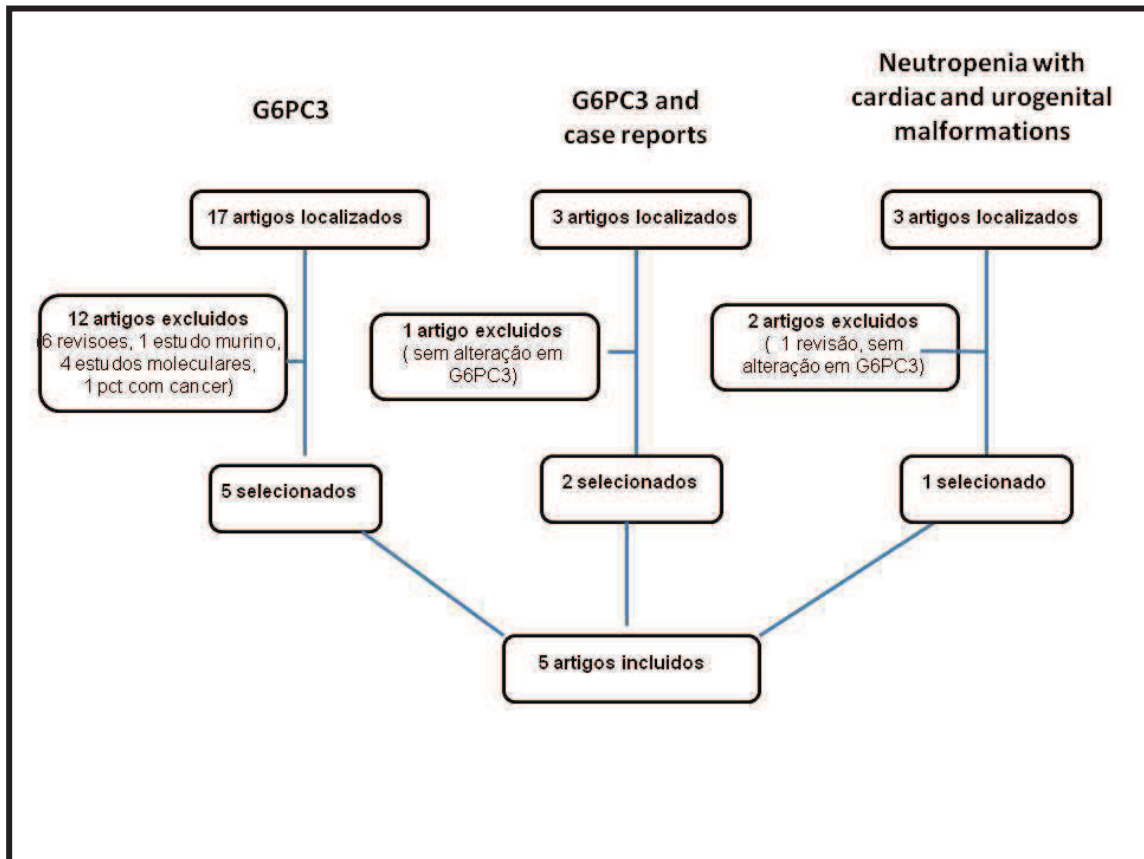 G6PC3
G6PC3 and
case reports
Neutropenia with
cardiac and urogenital
malformations
17 artigos localizados
3 artigos localizados
3 artigos localizados
12 artigos excluidos
(6 revisoes, 1 estudo murino,
4 estudos moleculares,
1 pct com cancer)
1 artigo excluidos
( sem alteração em
G6PC3)
2 artigos excluidos
( 1 revisão, sem
alteração em G6PC3)
5 selecionados
2 selecionados
1 selecionado
5 artigos incluidos